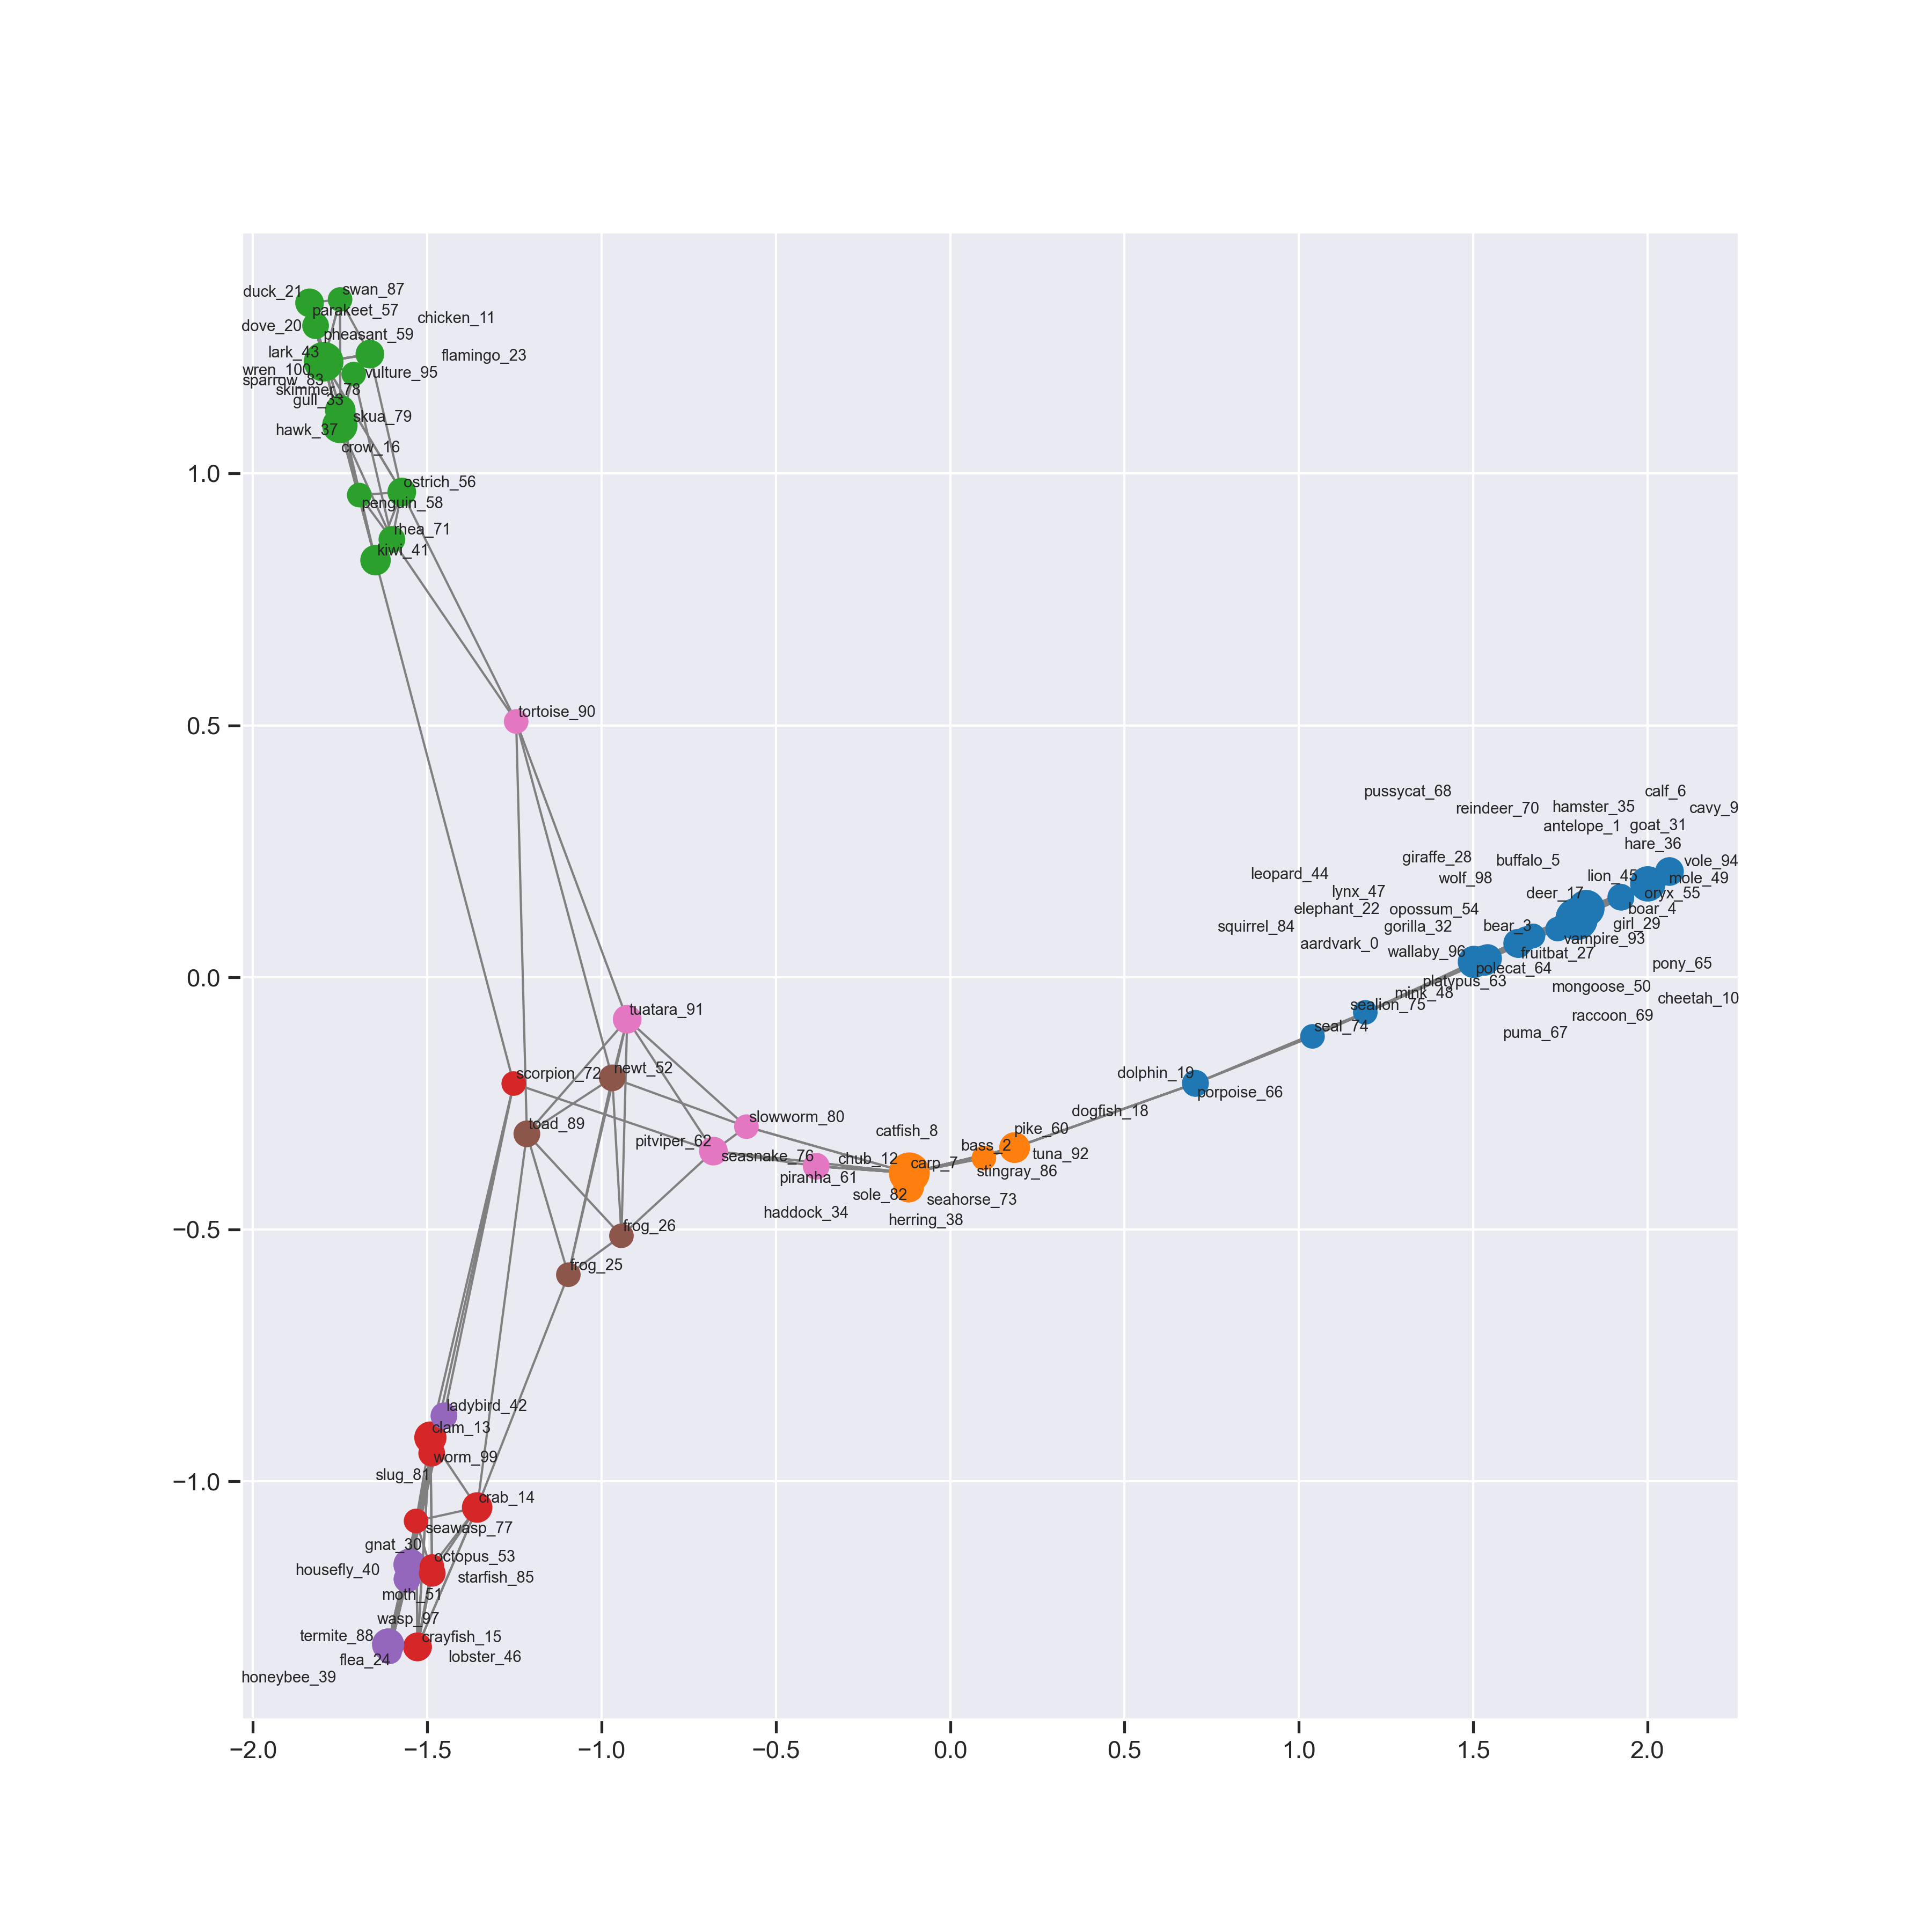 duck_21
swan_87
parakeet_57
chicken_11
dove_20
pheasant_59
lark_43
flamingo_23
wren_100
vulture_95
sparrow_83
skimmer_78
gull_33
skua_79
hawk_37
crow_16
1.0
ostrich_56
penguin_58
rhea_71
kiwi_41
tortoise_90
0.5
pussycat_68
calf_6
reindeer_70
hamster_35
cavy_9
antelope_1
goat_31
hare_36
giraffe_28
buffalo_5
vole_94
leopard_44
wolf_98
lion_45
mole_49
lynx_47
deer_17
oryx_55
elephant_22
opossum_54
boar_4
squirrel_84
gorilla_32
bear_3
girl_29
aardvark_0
vampire_93
wallaby_96
fruitbat_27
polecat_64
pony_65
0.0
platypus_63
mongoose_50
mink_48
cheetah_10
sealion_75
raccoon_69
tuatara_91
seal_74
puma_67
newt_52
scorpion_72
dolphin_19
porpoise_66
dogfish_18
slowworm_80
toad_89
catfish_8
pike_60
pitviper_62
bass_2
seasnake_76
chub_12
carp_7
tuna_92
piranha_61
stingray_86
sole_82
seahorse_73
haddock_34
herring_38
−0.5
frog_26
frog_25
ladybird_42
clam_13
worm_99
slug_81
−1.0
crab_14
seawasp_77
gnat_30
octopus_53
housefly_40
starfish_85
moth_51
wasp_97
termite_88
crayfish_15
flea_24
lobster_46
honeybee_39
−2.0 −1.5 −1.0 −0.5 0.0 0.5 1.0 1.5 2.0